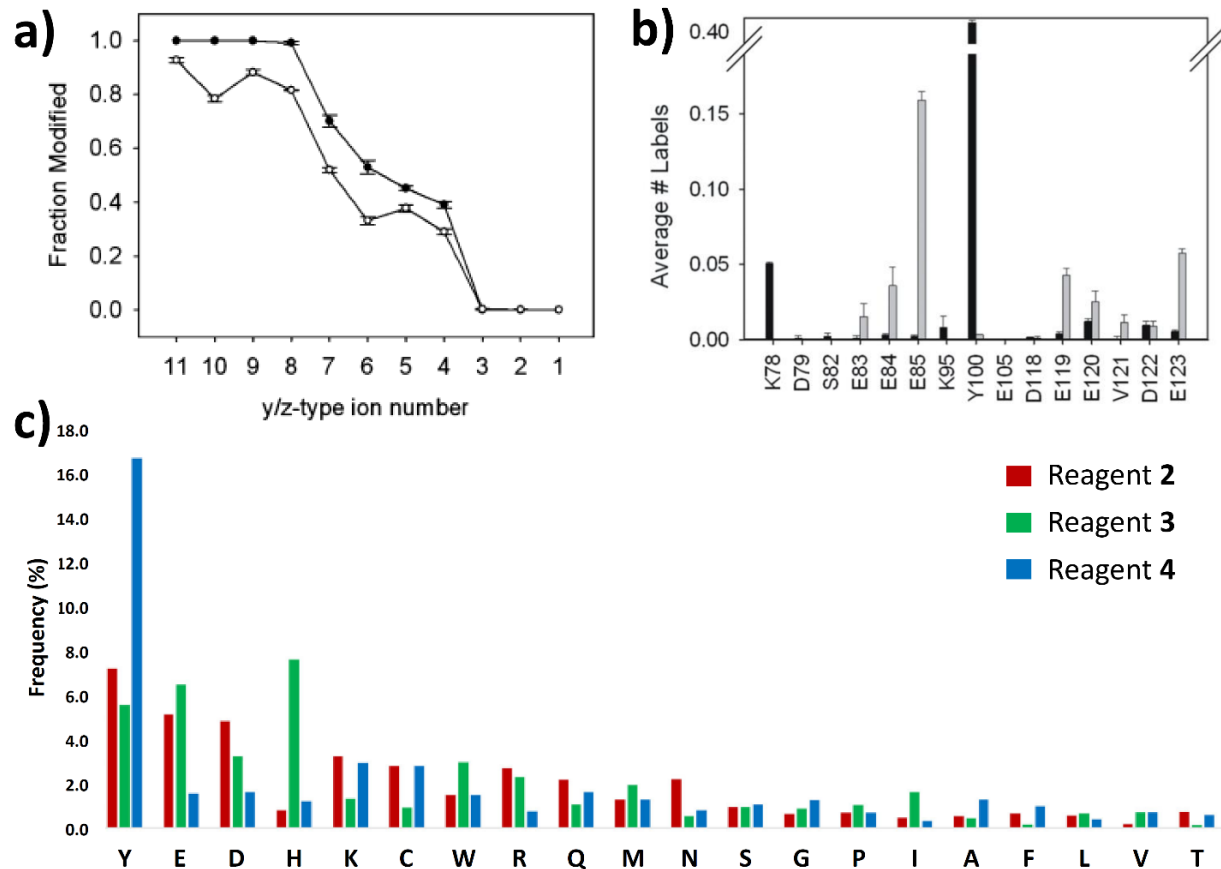 a)
Fraction Modified
1.0
0.8
0.6
0.4
0.2
0.0
11 10 9 8 7 6 5 4 3 2 1
y/z-type ion number
b)
Average # Labels
0.40
0.15
0.10
0.05
0.00
K78 D79 S82 E83 E84 E85 K95 Y100 E105 D118 E119 E120 V121 D122 E123
c)
Frequency (%)
18.0
16.0
14.0
12.0
10.0
8.0
6.0
4.0
2.0
0.0
Reagent 2
Reagent 3
Reagent 4
Y E D H K C W R Q M N S G P I A F L V T